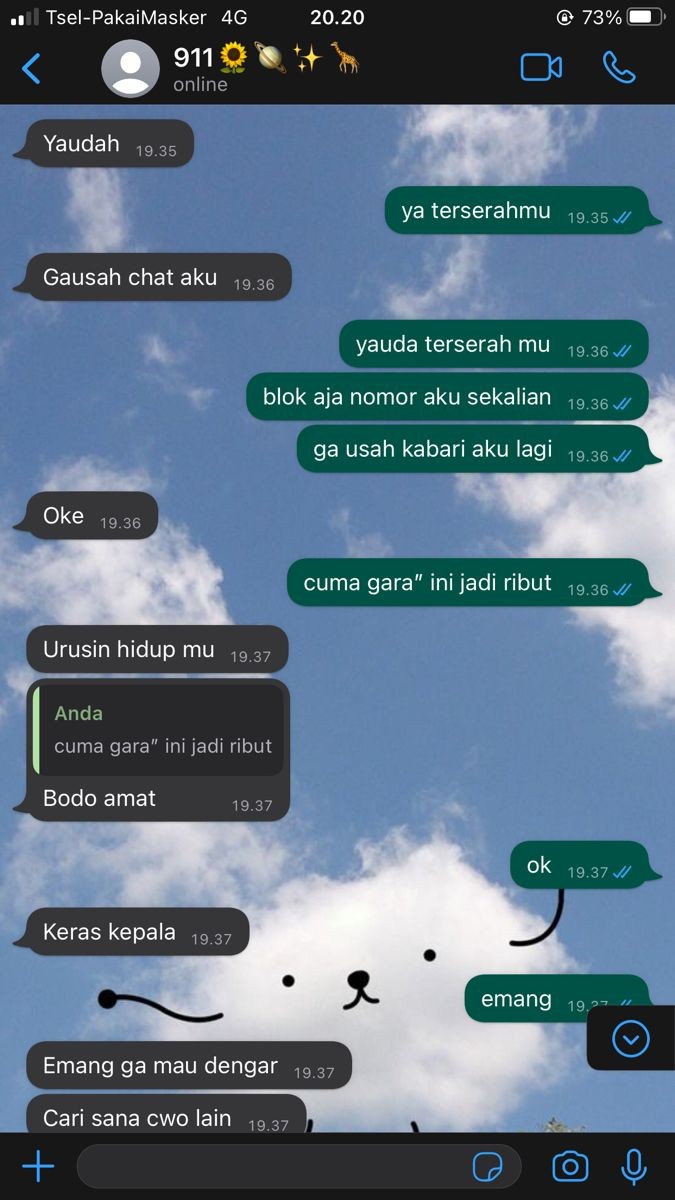 Tsel-PakaiMasker 4G 20.20 73%
911🌻🪐✨🦒
online
Yaudah 19.35
ya terserahmu 19.35
Gausah chat aku 19.36
yauda terserah mu 19.36
blok aja nomor aku sekalian 19.36
ga usah kabari aku lagi 19.36
Oke 19.36
cuma gara” ini jadi ribut 19.36
Urusin hidup mu 19.37
Anda
cuma gara” ini jadi ribut
Bodo amat 19.37
ok 19.37
Keras kepala 19.37
emang 19.37
Emang ga mau dengar 19.37
Cari sana cwo lain 19.37